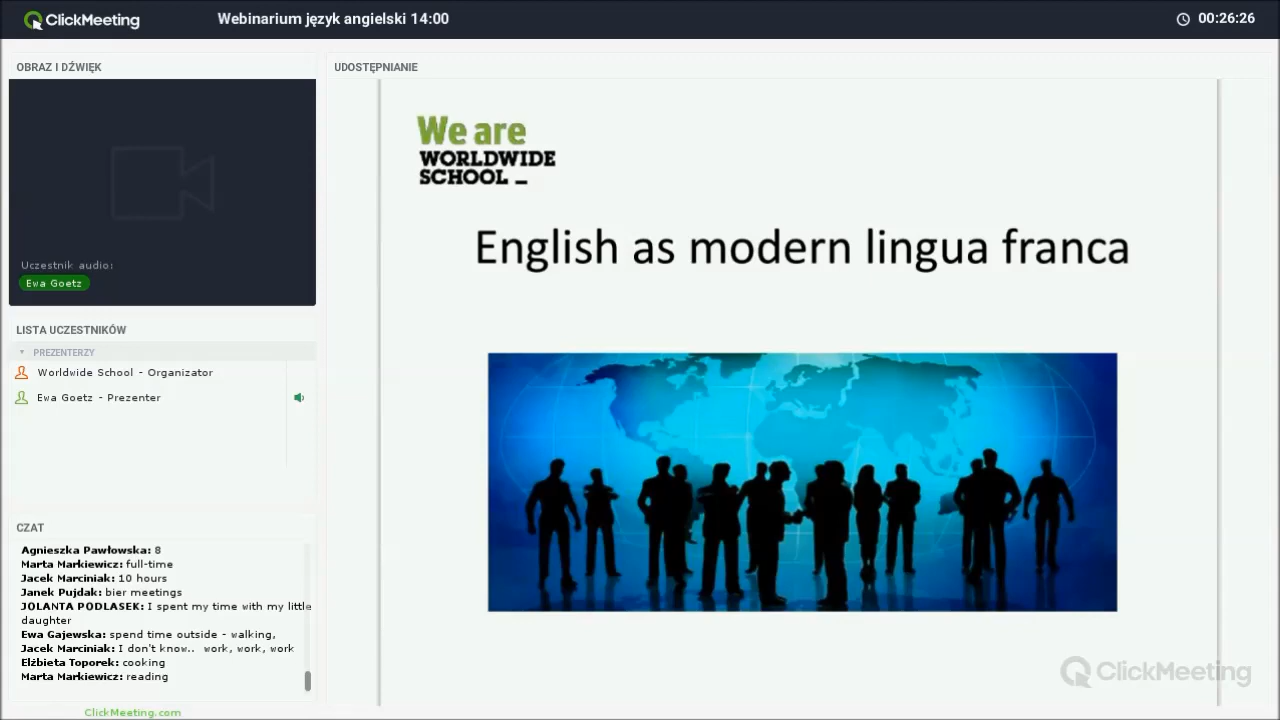 ClickMeeting
Webinarium język angielski 14:00
00:26:26
OBRAZ I DŹWIĘK
Uczestnik audio:
Ewa Goetz
LISTA UCZESTNIKÓW
PREZENTERZY
Worldwide School - Organizator
Ewa Goetz - Prezenter
CZAT
Agnieszka Pawłowska: 8
Marta Markiewicz: full-time
Jacek Marciniak: 10 hours
Janek Pujdak: bier meetings
JOLANTA PODLASEK: I spent my time with my little
daughter
Ewa Gajewska: spend time outside - walking,
Jacek Marciniak: I don't know.. work, work, work
Elżbieta Toporek: cooking
Marta Markiewicz: reading
ClickMeeting.com
UDOSTĘPNIANIE
We are
WORLDWIDE
SCHOOL _
English as modern lingua franca
ClickMeeting